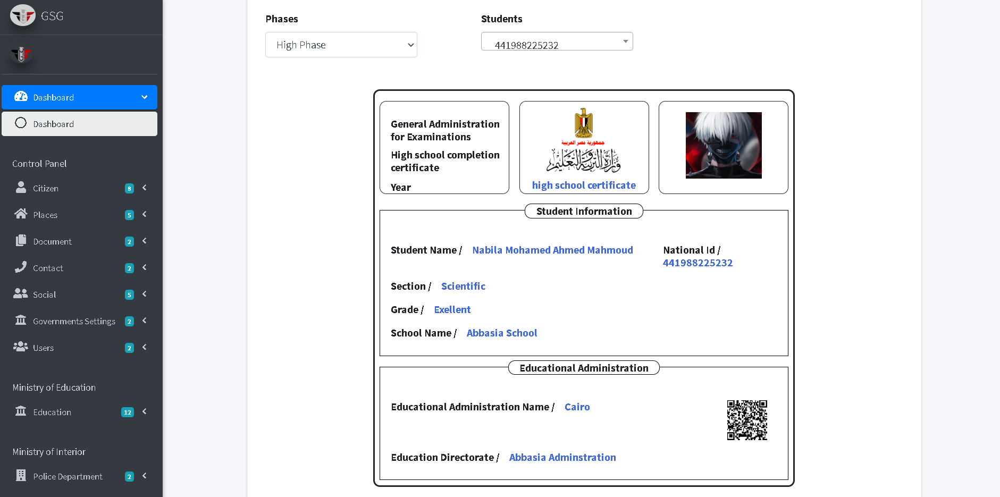 GSG
Dashboard
Dashboard
Control Panel
Citizen 8
Places 5
Document 2
Contact 2
Social 5
Governments Settings 2
Users 2
Ministry of Education
Education 12
Ministry of Interior
Police Department 2
Phases
High Phase
Students
441988225232
General Administration
for Examinations
High school completion
certificate
Year
جمهورية مصر العربية
وزارة التربية والتعليم
high school certificate
Student Information
Student Name / Nabila Mohamed Ahmed Mahmoud
National Id /
441988225232
Section / Scientific
Grade / Exellent
School Name / Abbasia School
Educational Administration
Educational Administration Name / Cairo
Education Directorate / Abbasia Adminstration